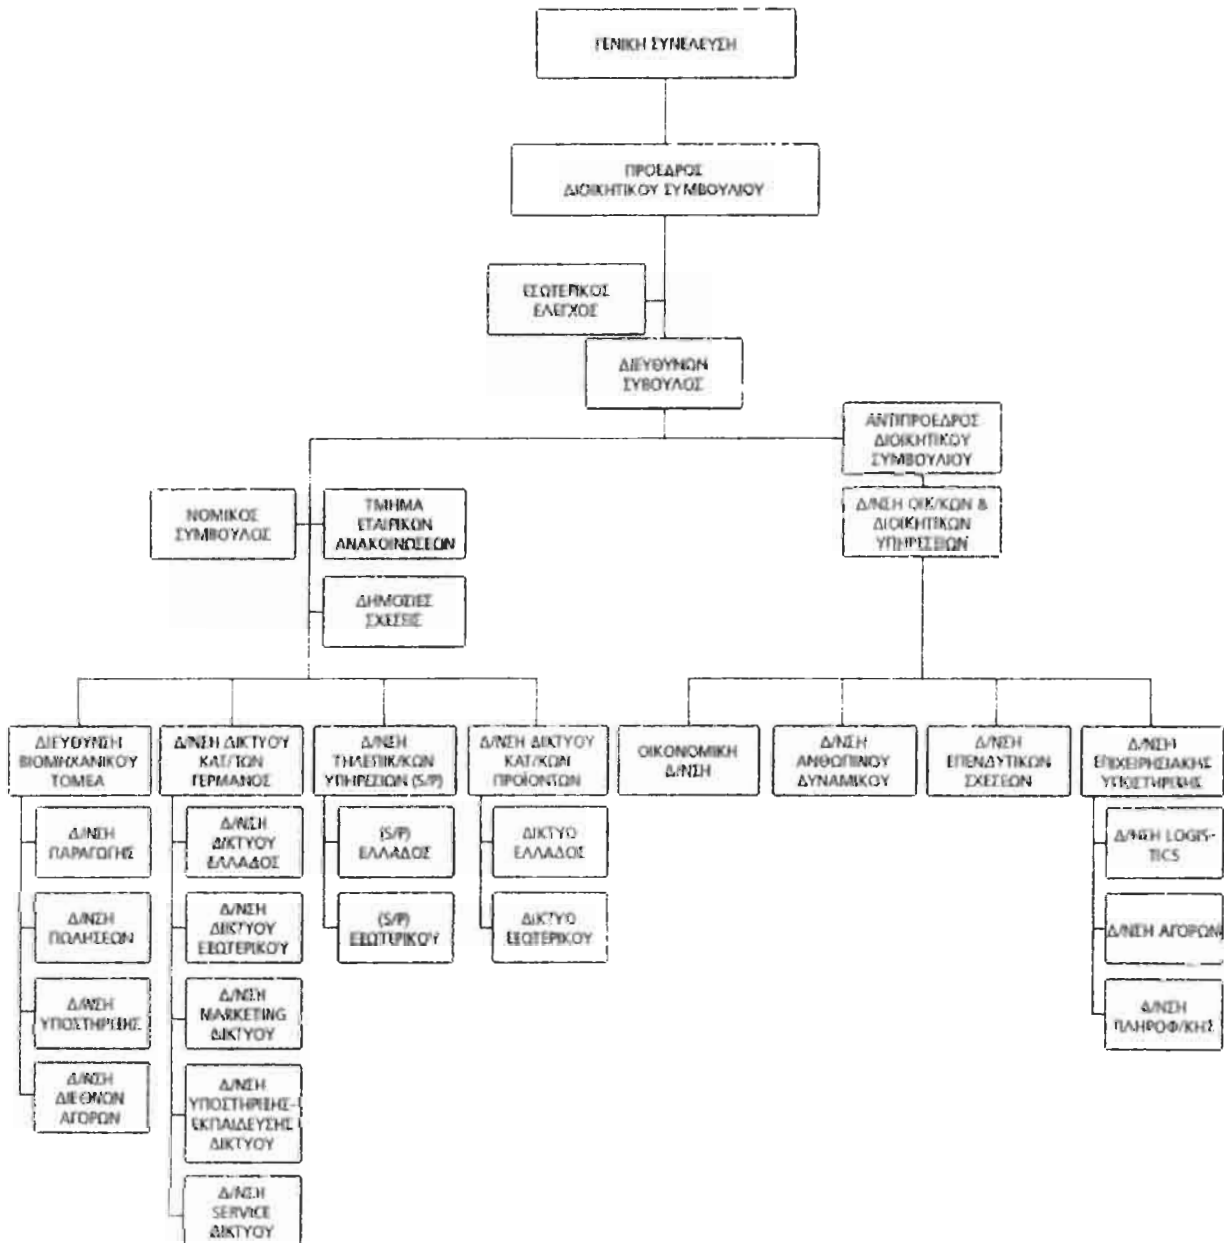 ΓΕΝΙΚΗ ΣΥΝΕΛΕΥΣΗ
ΠΡΟΕΔΡΟΣ
ΔΙΟΙΚΗΤΙΚΟΥ ΣΥΜΒΟΥΛΙΟΥ
ΕΣΩΤΕΡΙΚΟΣ
ΕΛΕΓΧΟΣ
ΔΙΕΥΘΥΝΩΝ
ΣΥΒΟΥΛΟΣ
ΑΝΤΙΠΡΟΕΔΡΟΣ
ΔΙΟΙΚΗΤΙΚΟΥ
ΣΥΜΒΟΥΛΙΟΥ
ΝΟΜΙΚΟΣ
ΣΥΜΒΟΥΛΟΣ
ΤΜΗΜΑ
ΕΤΑΙΡΙΚΩΝ
ΑΝΑΚΟΙΝΩΣΕΩΝ
Δ/ΝΣΗ ΟΙΚ/ΚΩΝ &
ΔΙΟΙΚΗΤΙΚΩΝ
ΥΠΗΡΕΣΕΙΩΝ
ΔΗΜΟΣΙΕΣ
ΣΧΕΣΕΙΣ
ΔΙΕΥΘΥΝΣΗ
ΒΙΟΜΗΧΑΝΙΚΟΥ
ΤΟΜΕΑ
Δ/ΝΣΗ ΔΙΚΤΥΟΥ
ΚΑΤ/ΤΩΝ
ΓΕΡΜΑΝΟΣ
Δ/ΝΣΗ
ΤΗΛΕΠΙΚ/ΚΩΝ
ΥΠΗΡΕΣΙΩΝ (S/P)
Δ/ΝΣΗ ΔΙΚΤΥΟΥ
ΚΑΤ/ΚΩΝ
ΠΡΟΪΟΝΤΩΝ
ΟΙΚΟΝΟΜΙΚΗ
Δ/ΝΣΗ
Δ/ΝΣΗ
ΑΝΘΩΠΙΝΟΥ
ΔΥΝΑΜΙΚΟΥ
Δ/ΝΣΗ
ΕΠΕΝΔΥΤΙΚΩΝ
ΣΧΕΣΕΩΝ
Δ/ΝΣΗ
ΕΠΙΧΕΙΡΗΣΙΑΚΗΣ
ΥΠΟΣΤΗΡΙΞΗΣ
Δ/ΝΣΗ
ΠΑΡΑΓΩΓΗΣ
Δ/ΝΣΗ
ΠΩΛΗΣΕΩΝ
Δ/ΝΣΗ
ΥΠΟΣΤΗΡΙΞΗΣ
Δ/ΝΣΗ
ΔΙΕΘΝΩΝ
ΑΓΟΡΩΝ
Δ/ΝΣΗ
ΔΙΚΤΥΟΥ
ΕΛΛΑΔΟΣ
Δ/ΝΣΗ
ΔΙΚΤΥΟΥ
ΕΞΩΤΕΡΙΚΟΥ
Δ/ΝΣΗ
MARKETING
ΔΙΚΤΥΟΥ
Δ/ΝΣΗ
ΥΠΟΣΤΗΡΙΞΗΣ-
ΕΚΠΑΙΔΕΥΣΗΣ
ΔΙΚΤΥΟΥ
Δ/ΝΣΗ
SERVICE
ΔΙΚΤΥΟΥ
(S/P)
ΕΛΛΑΔΟΣ
(S/P)
ΕΞΩΤΕΡΙΚΟΥ
ΔΙΚΤΥΟ
ΕΛΛΑΔΟΣ
ΔΙΚΤΥΟ
ΕΞΩΤΕΡΙΚΟΥ
Δ/ΝΣΗ LOGIS-
TICS
Δ/ΝΣΗ ΑΓΟΡΩΝ
Δ/ΝΣΗ
ΠΛΗΡΟΦ/ΚΗΣ